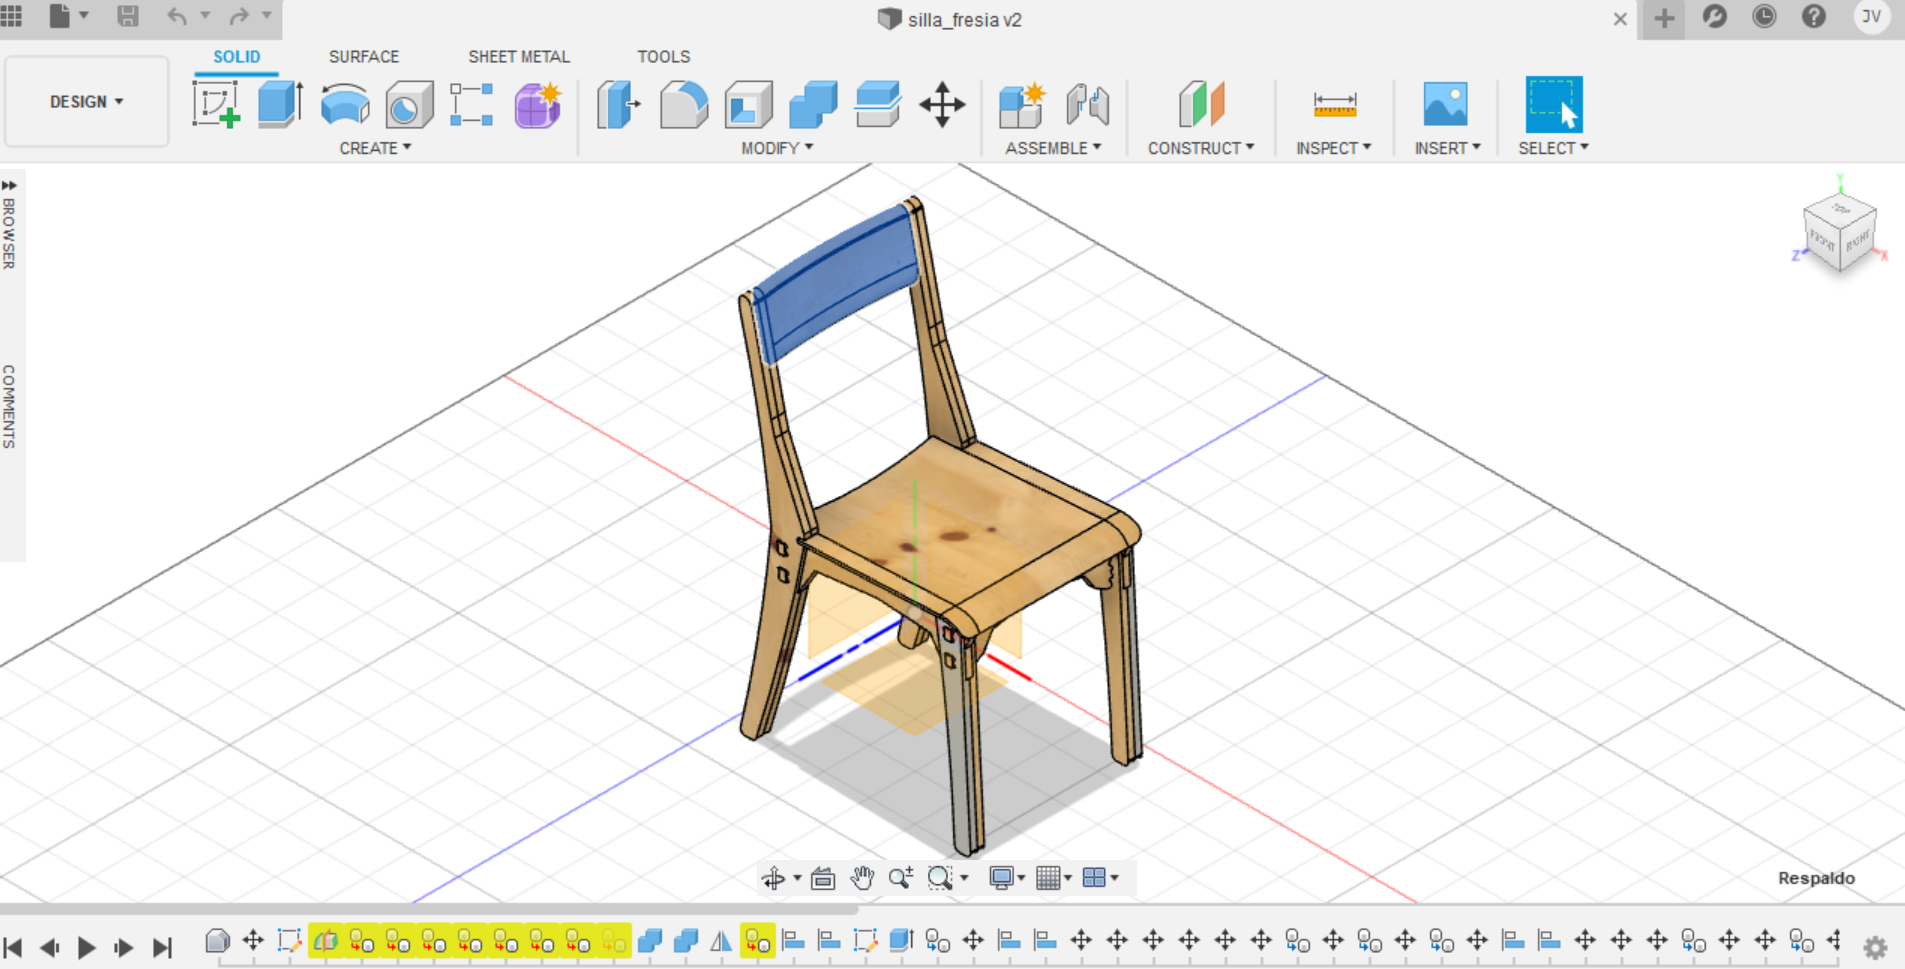 silla_fresia v2
JV
SOLID SURFACE SHEET METAL TOOLS
DESIGN
CREATE MODIFY ASSEMBLE CONSTRUCT INSPECT INSERT SELECT
BROWSER
COMMENTS
Y
TOP
FRONT RIGHT
Z X
Respaldo